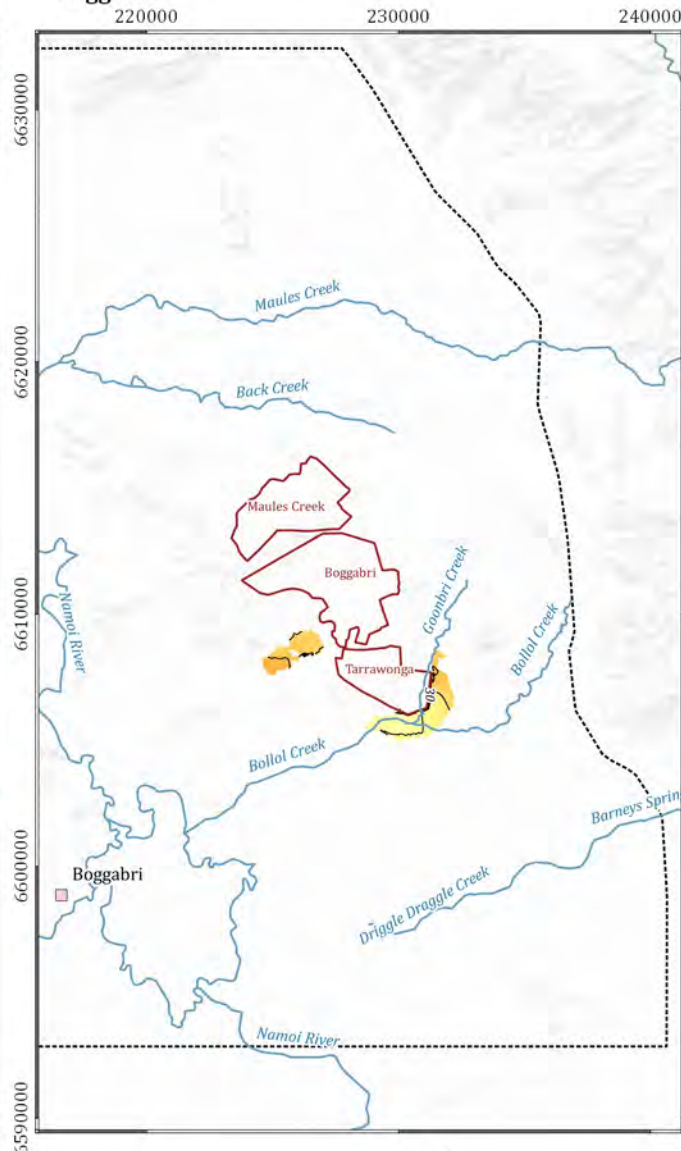 220000
230000
240000
6630000
Maules Creek
6620000
Back Creek
Maules Creek
Boggabri
Goonbri Creek
6610000
Namoi River
Bollol Creek
Tarrawonga
30
Bollol Creek
Barneys Spring
Boggabri
6600000
Driggle Draggle Creek
Namoi River
6590000